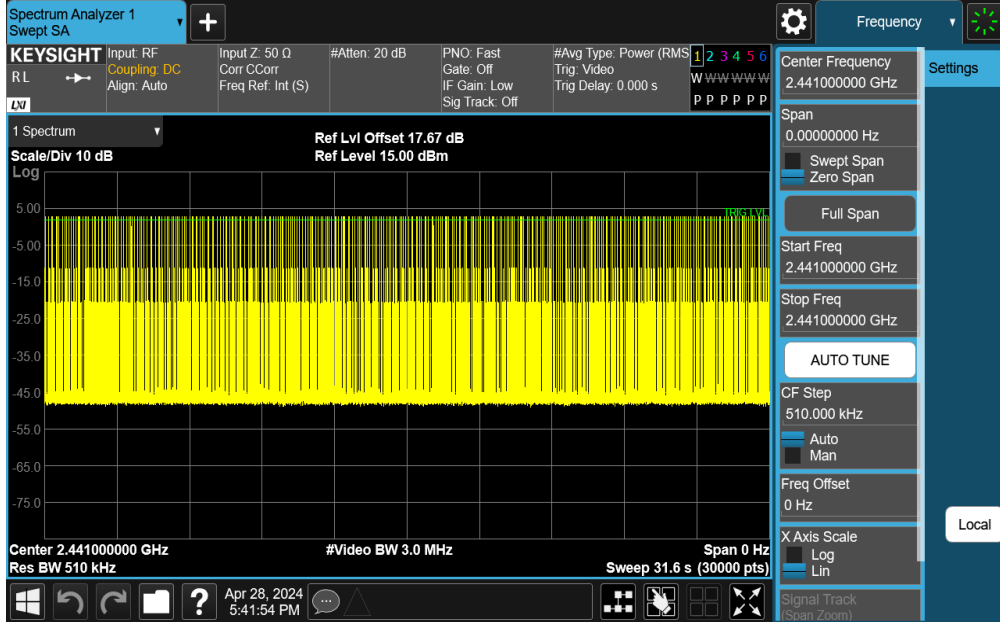 Spectrum Analyzer 1
Swept SA
+
Frequency
KEYSIGHT
RL
LXI
Input: RF
Coupling: DC
Align: Auto
Input Z: 50 Ω
Corr CCorr
Freq Ref: Int (S)
#Atten: 20 dB
PNO: Fast
Gate: Off
IF Gain: Low
Sig Track: Off
#Avg Type: Power (RMS
Trig: Video
Trig Delay: 0.000 s
1 2 3 4 5 6
W W W W W W
P P P P P P
1 Spectrum
Scale/Div 10 dB
Ref Lvl Offset 17.67 dB
Ref Level 15.00 dBm
Log
TRIG LVL
5.00
-5.00
-15.0
-25.0
-35.0
-45.0
-55.0
-65.0
-75.0
Center 2.441000000 GHz
Res BW 510 kHz
#Video BW 3.0 MHz
Span 0 Hz
Sweep 31.6 s (30000 pts)
Center Frequency
2.441000000 GHz
Span
0.00000000 Hz
Swept Span
Zero Span
Full Span
Start Freq
2.441000000 GHz
Stop Freq
2.441000000 GHz
AUTO TUNE
CF Step
510.000 kHz
Auto
Man
Freq Offset
0 Hz
X Axis Scale
Log
Lin
Signal Track
(Span Zoom)
Settings
Local
?
Apr 28, 2024
5:41:54 PM